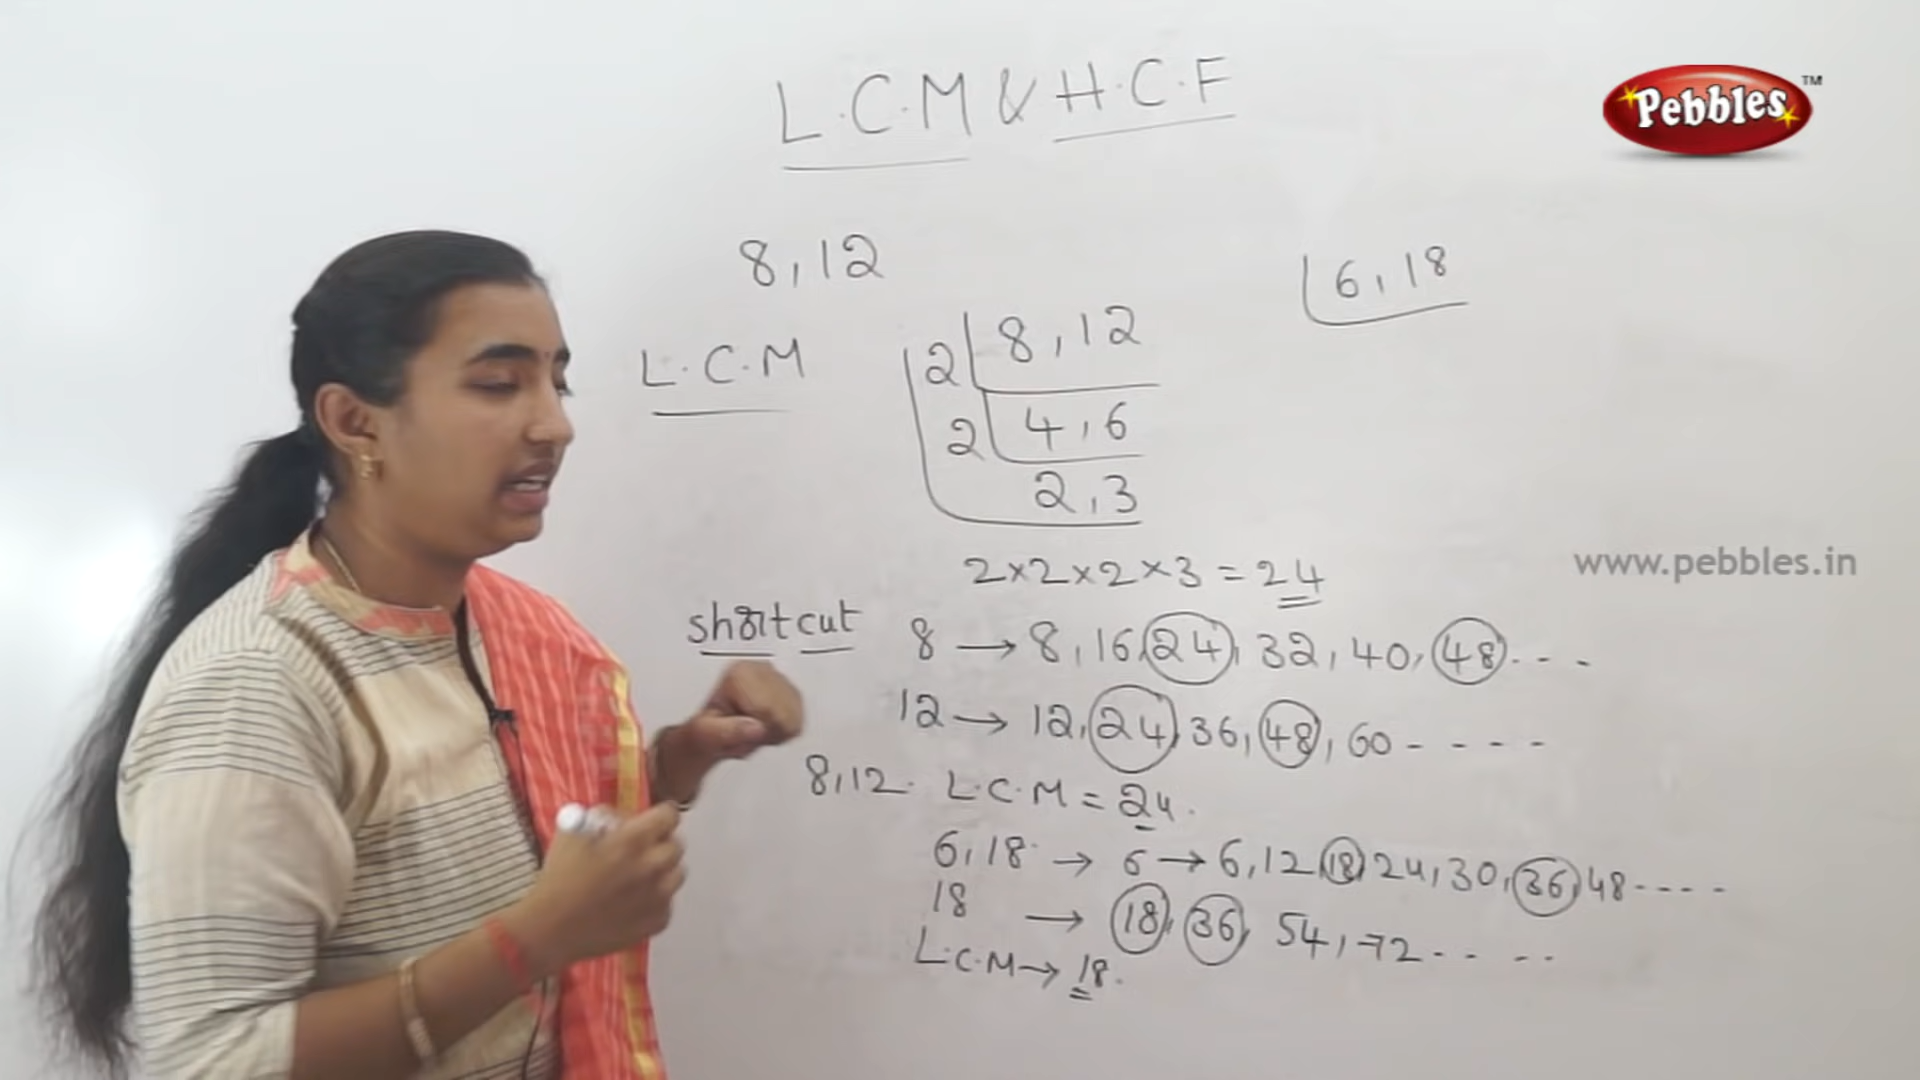 L.C.M & H.C.F
Pebbles™
8,12
6,18
L.C.M
2 8,12
2 4,6
2,3
2×2×2×3=24
www.pebbles.in
shortcut
8 → 8,16,24,32,40,48...
12 → 12,24,36,48,60-----
8,12. L.C.M = 24.
6,18. → 6 → 6,12,18,24,30,36,48-----
18 → 18,36,54,72.. ..
L.C.M → 18.